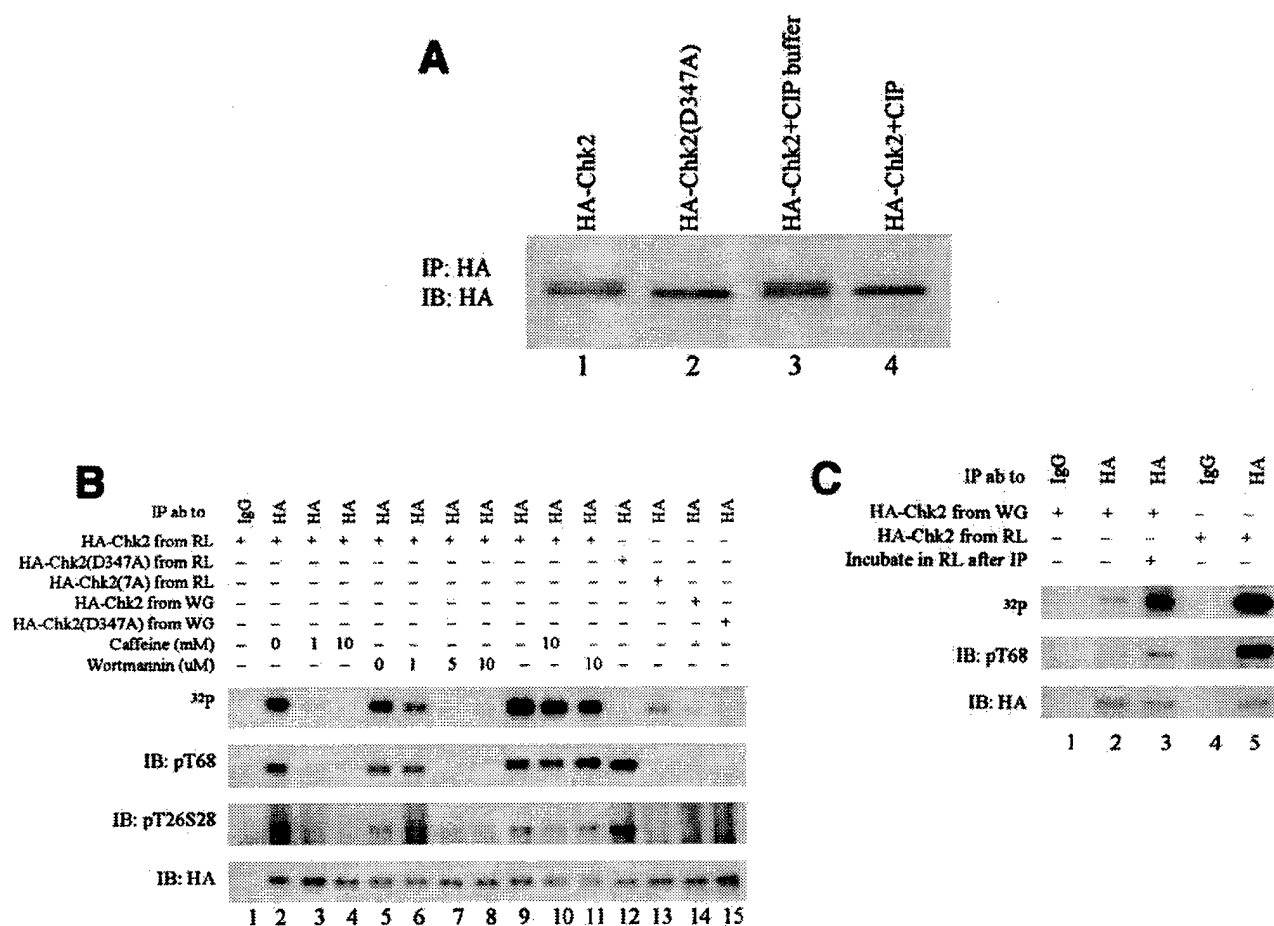 A
HA-Chk2
HA-Chk2(D347A)
HA-Chk2+CIP buffer
HA-Chk2+CIP
IP: HA
IB: HA
1 2 3 4
B
IP ab to IgG HA HA HA HA HA HA HA HA HA HA HA HA HA HA
HA-Chk2 from RL + + + + + + + + + + + – – – –
HA-Chk2(D347A) from RL – – – – – – – – – – – + – – –
HA-Chk2(7A) from RL – – – – – – – – – – – – + – –
HA-Chk2 from WG – – – – – – – – – – – – – + –
HA-Chk2(D347A) from WG – – – – – – – – – – – – – – +
Caffeine (mM) – 0 1 10 – – – – – 10 – – – – –
Wortmannin (uM) – – – – 0 1 5 10 – – 10 – – – –
32P
IB: pT68
IB: pT26S28
IB: HA
1 2 3 4 5 6 7 8 9 10 11 12 13 14 15
C
IP ab to IgG HA HA IgG HA
HA-Chk2 from WG + + + – –
HA-Chk2 from RL – – – + +
Incubate in RL after IP – – + – –
32P
IB: pT68
IB: HA
1 2 3 4 5